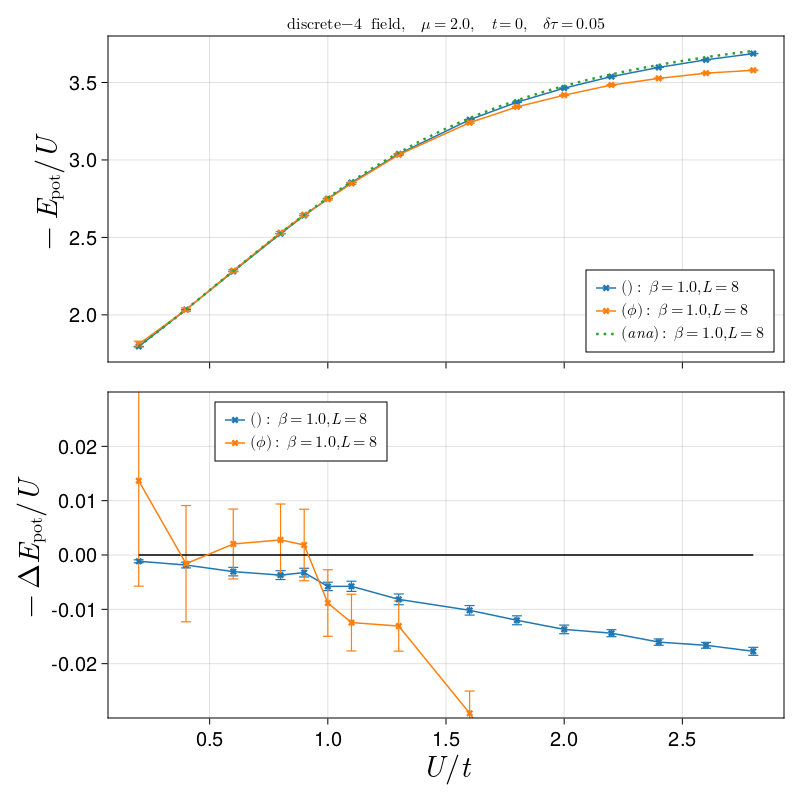 discrete−4 field, μ = 2.0, t = 0, δτ = 0.05
− E_pot / U
3.5
3.0
2.5
2.0
() : β = 1.0, L = 8
(ϕ) : β = 1.0, L = 8
(ana) : β = 1.0, L = 8
− ΔE_pot / U
0.02
0.01
0.00
-0.01
-0.02
() : β = 1.0, L = 8
(ϕ) : β = 1.0, L = 8
0.5 1.0 1.5 2.0 2.5
U/t